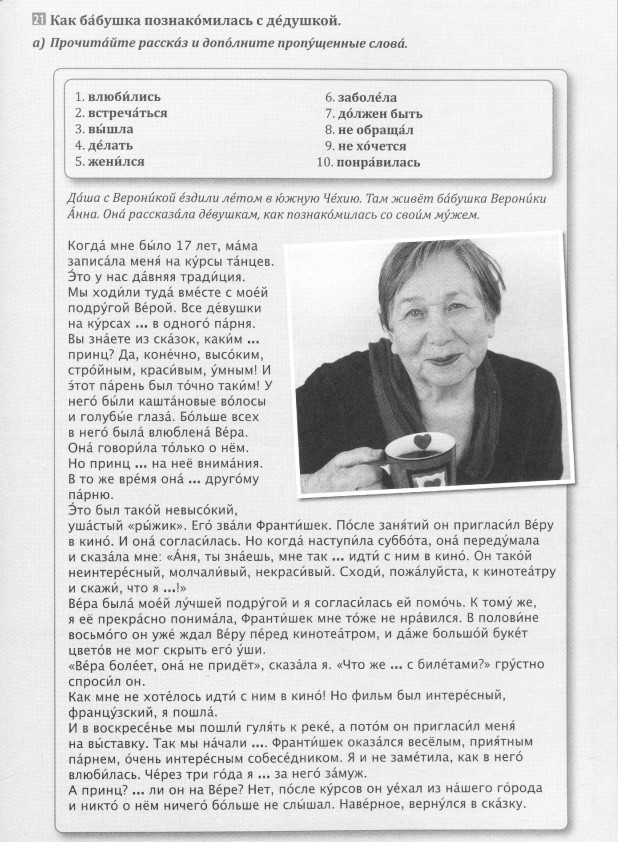 21 Как ба́бушка познако́милась с де́душкой.
а) Прочита́йте расска́з и допо́лните пропу́щенные слова́.
1. влюби́лись
2. встреча́ться
3. вы́шла
4. де́лать
5. жени́лся
6. заболе́ла
7. до́лжен быть
8. не обраща́л
9. не хо́чется
10. понра́вилась
Да́ша с Верони́кой е́здили ле́том в ю́жную Че́хию. Там живёт ба́бушка Верони́ки
А́нна. Она́ рассказа́ла де́вушкам, как познако́милась со свои́м му́жем.
Когда́ мне бы́ло 17 лет, ма́ма
записа́ла меня́ на ку́рсы та́нцев.
Э́то у нас да́вняя тради́ция.
Мы ходи́ли туда́ вме́сте с мое́й
подру́гой Ве́рой. Все де́вушки
на ку́рсах ... в одного́ па́рня.
Вы зна́ете из ска́зок, каки́м ...
принц? Да, коне́чно, высо́ким,
стро́йным, краси́вым, у́мным! И
э́тот па́рень был то́чно таки́м! У
него́ бы́ли кашта́новые во́лосы
и голубы́е глаза́. Бо́льше всех
в него́ была́ влюблена́ Ве́ра.
Она́ говори́ла то́лько о нём.
Но принц ... на неё внима́ния.
В то же вре́мя она́ ... друго́му
па́рню.
Э́то был тако́й невысо́кий,
уша́стый «ры́жик». Его́ зва́ли Франти́шек. По́сле заня́тий он пригласи́л Ве́ру
в кино́. И она́ согласи́лась. Но когда́ наступи́ла суббо́та, она́ переду́мала
и сказа́ла мне: «А́ня, ты зна́ешь, мне так ... идти́ с ним в кино́. Он тако́й
неинтере́сный, молчали́вый, некраси́вый. Сходи́, пожа́луйста, к кинотеа́тру
и скажи́, что я ...!»
Ве́ра была́ мое́й лу́чшей подру́гой и я согласи́лась ей помо́чь. К тому́ же,
я её прекра́сно понима́ла, Франти́шек мне то́же не нра́вился. В полови́не
восьмо́го он уже́ ждал Ве́ру пе́ред кинотеа́тром, и да́же большо́й буке́т
цвето́в не мог скрыть его́ у́ши.
«Ве́ра боле́ет, она́ не придёт», сказа́ла я. «Что же ... с биле́тами?» гру́стно
спроси́л он.
Как мне не хоте́лось идти́ с ним в кино́! Но фильм был интере́сный,
францу́зский, я пошла́.
И в воскресе́нье мы пошли́ гуля́ть к реке́, а пото́м он пригласи́л меня́
на вы́ставку. Так мы на́чали .... Франти́шек оказа́лся весёлым, прия́тным
па́рнем, о́чень интере́сным собесе́дником. Я и не заме́тила, как в него́
влюби́лась. Че́рез три го́да я ... за него́ за́муж.
А принц? ... ли он на Ве́ре? Нет, по́сле ку́рсов он уе́хал из на́шего го́рода
и никто́ о нём ничего́ бо́льше не слы́шал. Наве́рное, верну́лся в ска́зку.